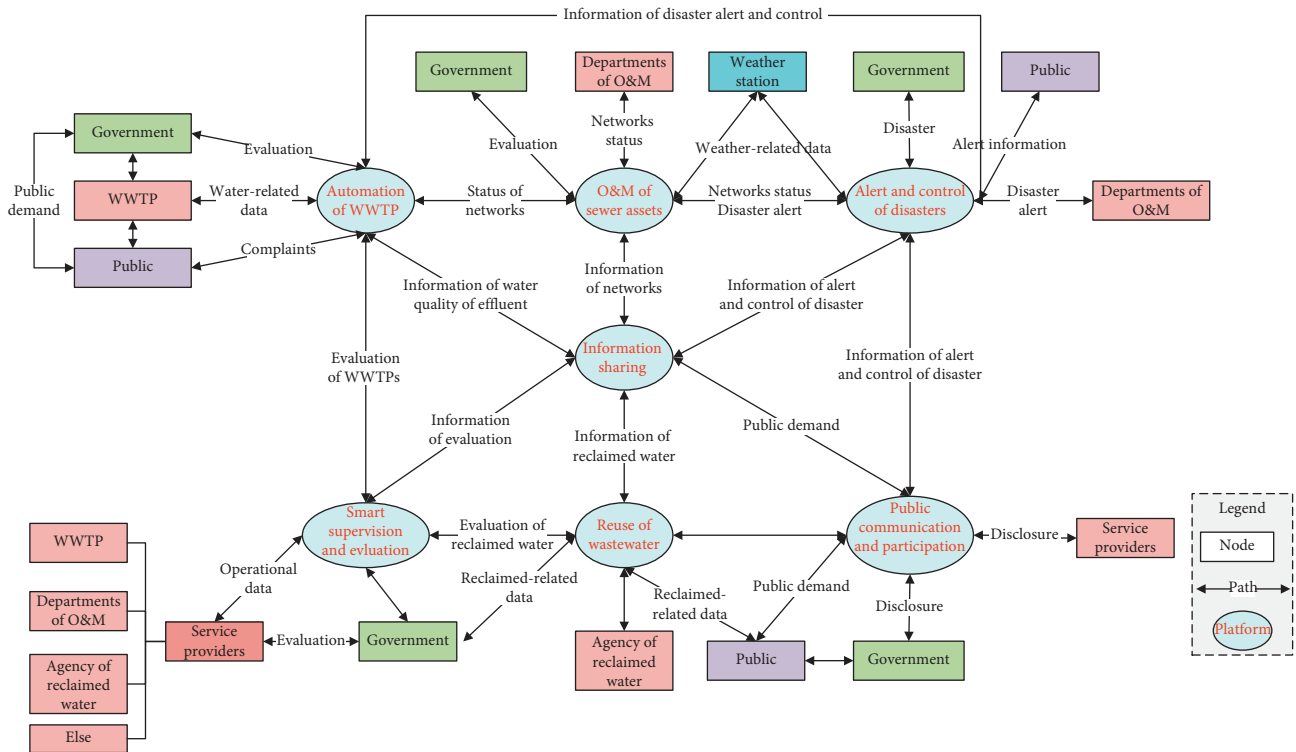 Information of disaster alert and control
Government
Departments
of O&M
Weather
station
Government
Public
Government
WWTP
Public
Public
demand
Evaluation
Water-related
data
Complaints
Automation
of WWTP
Status of
networks
Evaluation
Networks
status
O&M of
sewer assets
Weather-related data
Networks status
Disaster alert
Disaster
Alert information
Alert and control
of disasters
Disaster
alert
Departments
of O&M
Information of water
quality of effluent
Information
of networks
Information of alert
and control of disaster
Evaluation
of WWTPs
Information
sharing
Information of alert
and control of disaster
Information
of evaluation
Information of
reclaimed water
Public demand
Smart
supervision
and evluation
Evaluation of
reclaimed water
Reuse of
wastewater
Public
communication
and participation
Disclosure
Service
providers
WWTP
Departments
of O&M
Agency of
reclaimed
water
Else
Operational
data
Service
providers
Evaluation
Government
Reclaimed-related
data
Agency of
reclaimed
water
Reclaimed-
related data
Public demand
Disclosure
Public
Government
Legend
Node
Path
Platform